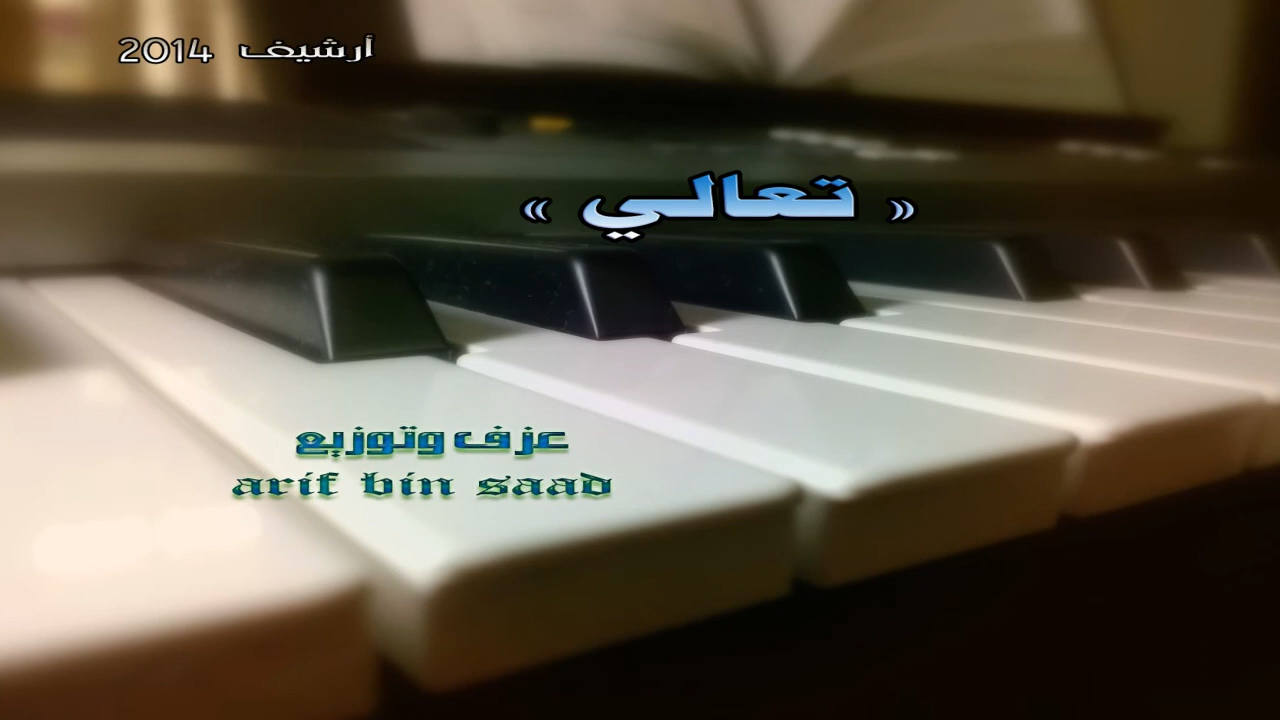 أرشيف 2014
« تعالي »
عزف وتوزيع
arif bin saad